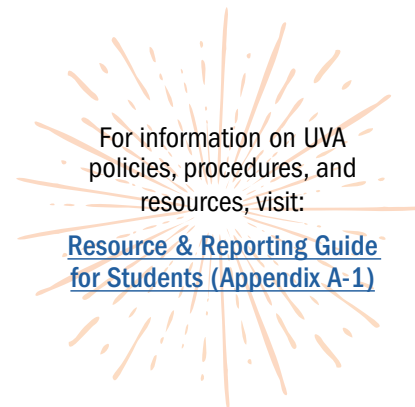 For information on UVA
policies, procedures, and
resources, visit:
Resource & Reporting Guide
for Students (Appendix A-1)